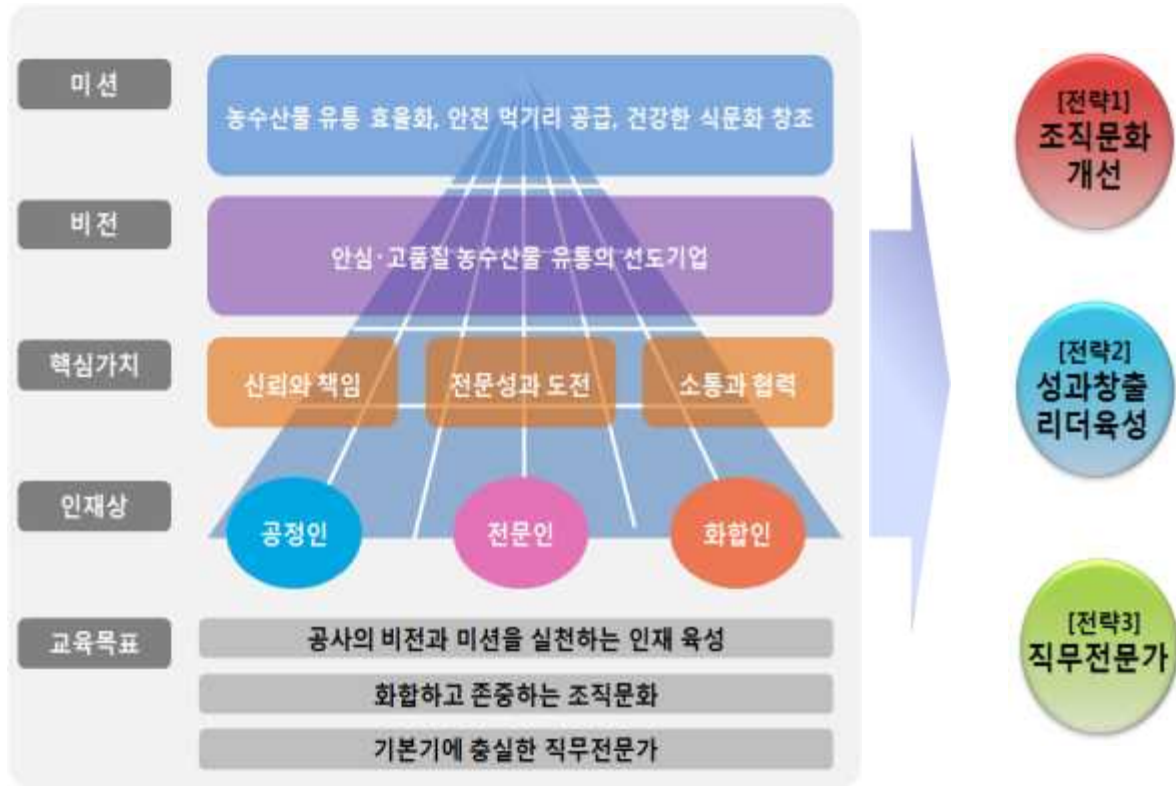 미션
농수산물 유통 효율화, 안전 먹기리 공급, 건강한 식문화 창조
비전
안심·고품질 농수산물 유통의 선도기업
핵심가치
신뢰와 책임
전문성과 도전
소통과 협력
인재상
공정인
전문인
화합인
교육목표
공사의 비전과 미션을 실천하는 인재 육성
화합하고 존중하는 조직문화
기본기에 충실한 직무전문가
[전략1]
조직문화
개선
[전략2]
성과창출
리더육성
[전략3]
직무전문가